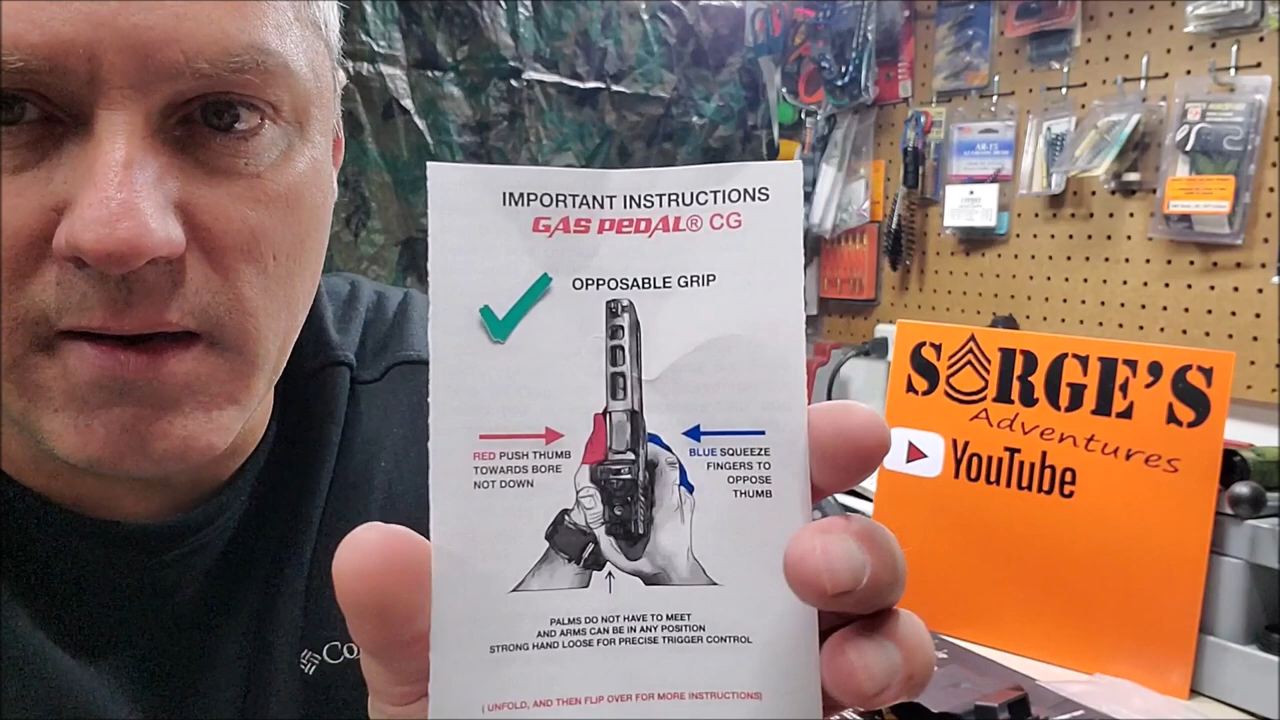 IMPORTANT INSTRUCTIONS
GAS PEDAL® CG
OPPOSABLE GRIP
RED PUSH THUMB
TOWARDS BORE
NOT DOWN
BLUE SQUEEZE
FINGERS TO
OPPOSE
THUMB
PALMS DO NOT HAVE TO MEET
AND ARMS CAN BE IN ANY POSITION
STRONG HAND LOOSE FOR PRECISE TRIGGER CONTROL
( UNFOLD, AND THEN FLIP OVER FOR MORE INSTRUCTIONS)
SARGE'S
Adventures
YouTube
AR-15
Co